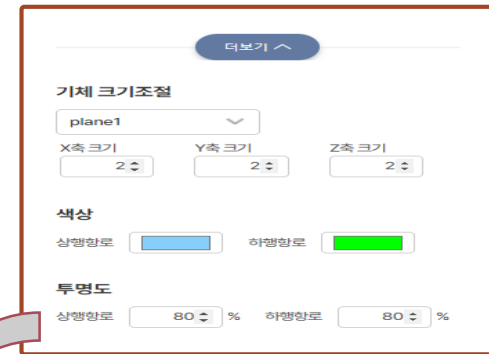 더보기
기체 크기조절
plane1
X축 크기 Y축 크기 Z축 크기
2 2 2
색상
상행항로 하행항로
투명도
상행항로 80 % 하행항로 80 %